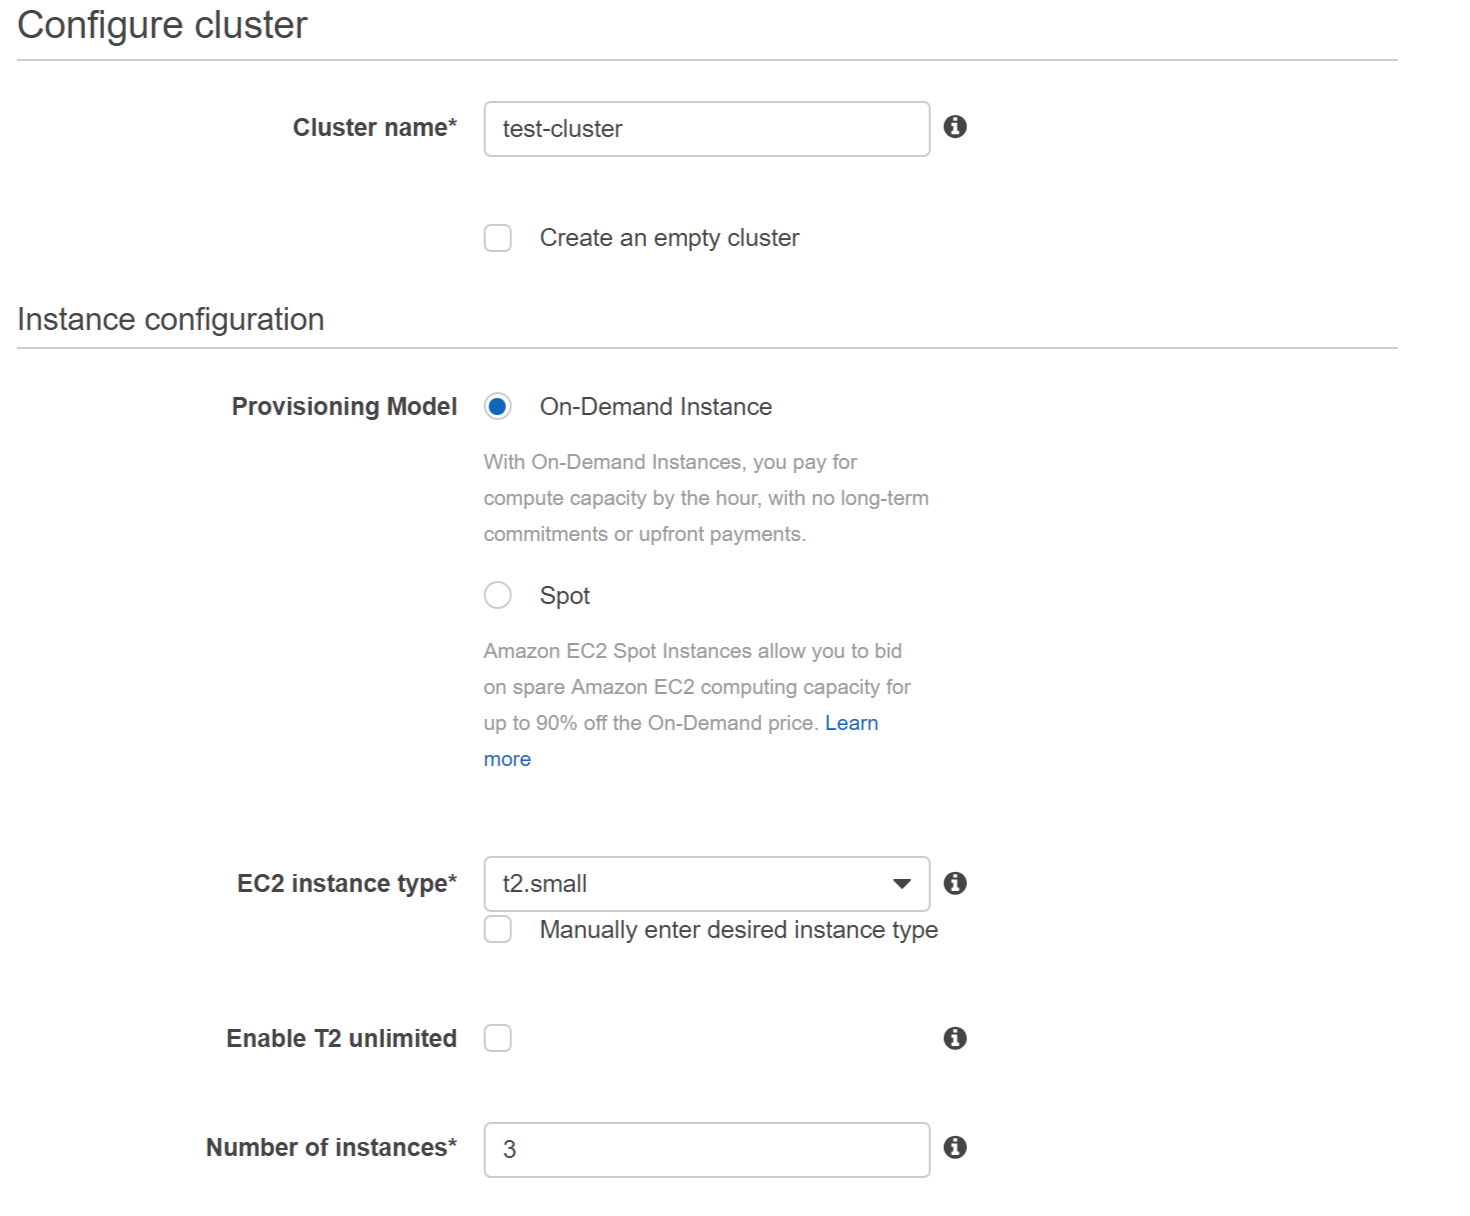 Configure cluster
Cluster name*
test-cluster
Create an empty cluster
Instance configuration
Provisioning Model
On-Demand Instance
With On-Demand Instances, you pay for
compute capacity by the hour, with no long-term
commitments or upfront payments.
Spot
Amazon EC2 Spot Instances allow you to bid
on spare Amazon EC2 computing capacity for
up to 90% off the On-Demand price. Learn
more
EC2 instance type*
t2.small
Manually enter desired instance type
Enable T2 unlimited
Number of instances*
3